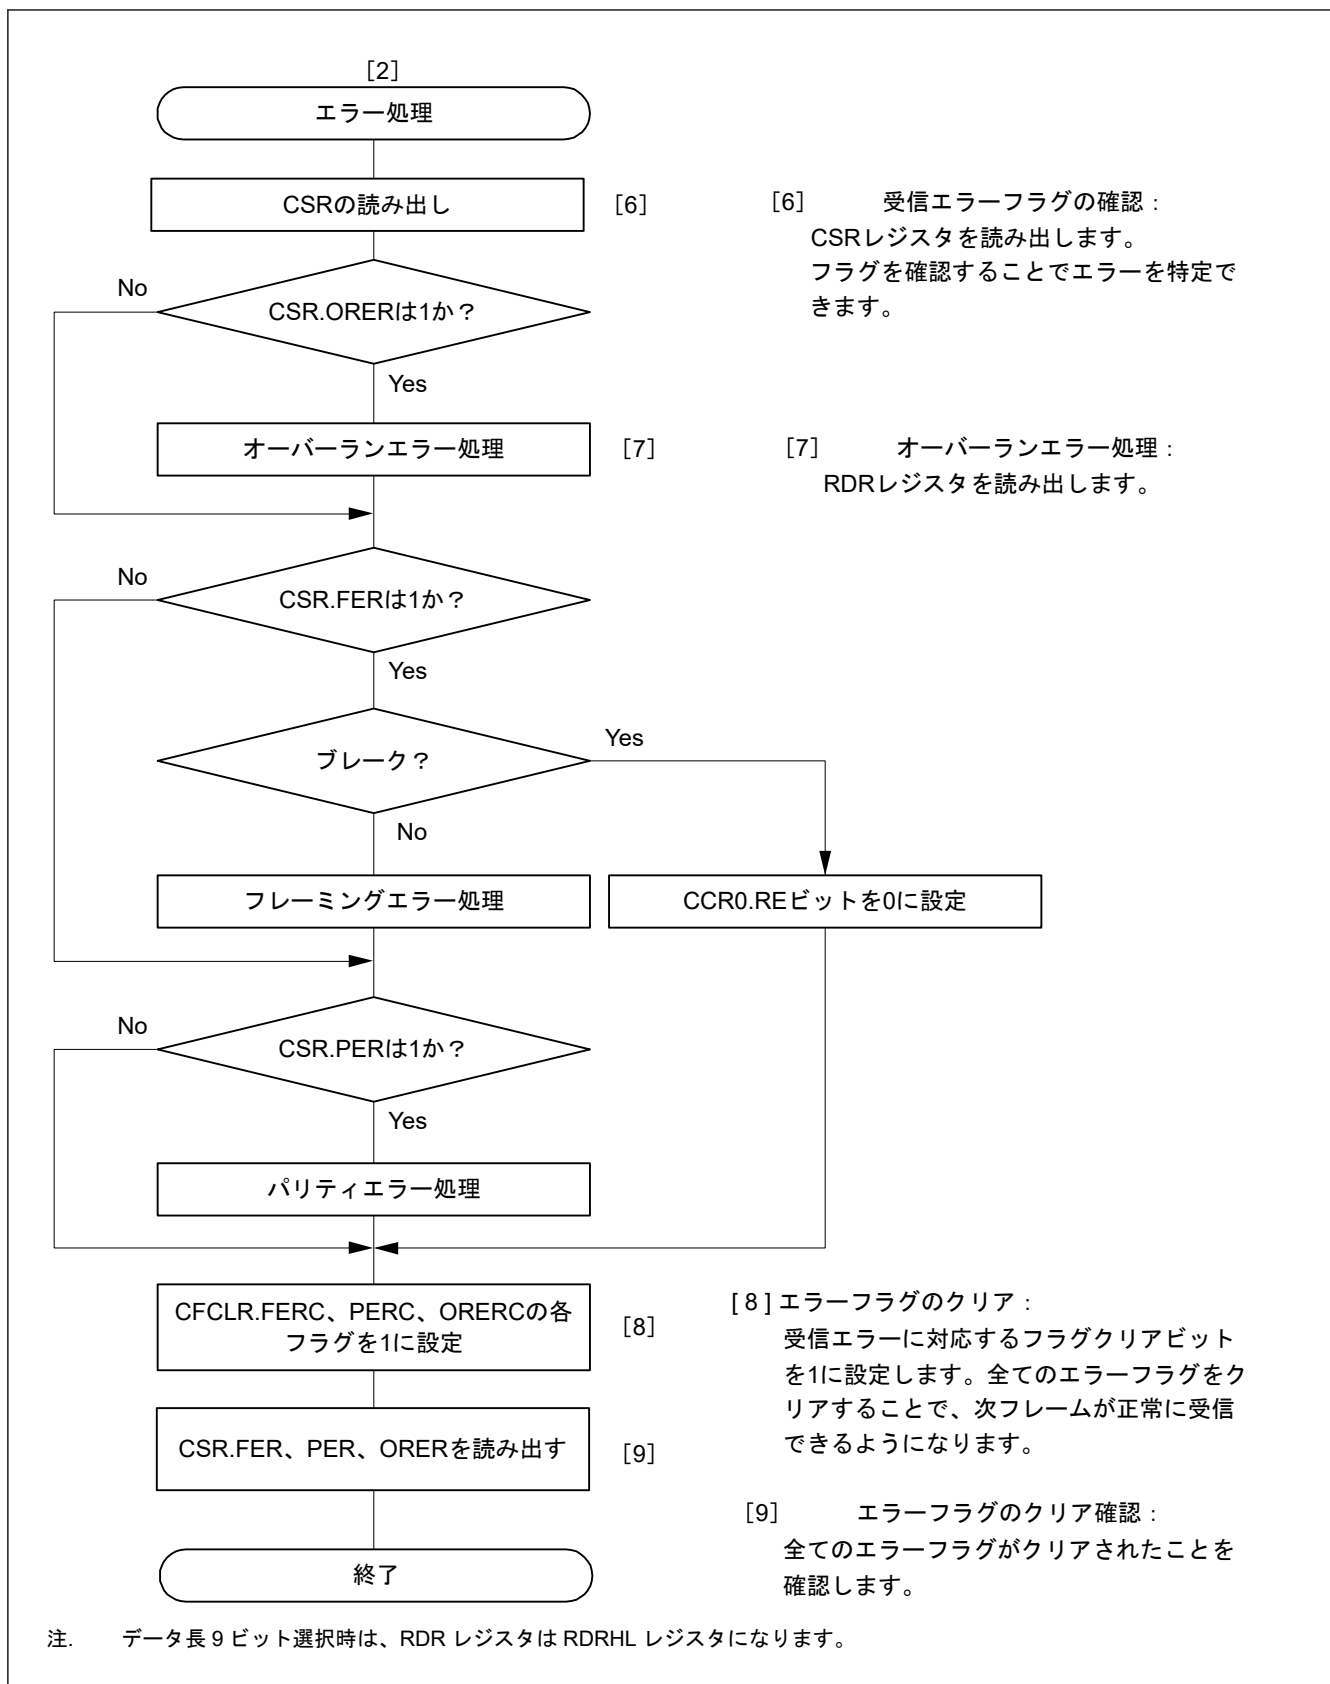 ［2］
エラー処理
CSRの読み出し
［6］
［6］ 受信エラーフラグの確認：
CSRレジスタを読み出します。
フラグを確認することでエラーを特定で
きます。
No
CSR.ORERは1か？
Yes
オーバーランエラー処理
［7］
［7］ オーバーランエラー処理：
RDRレジスタを読み出します。
No
CSR.FERは1か？
Yes
ブレーク？
Yes
No
フレーミングエラー処理
CCR0.REビットを0に設定
No
CSR.PERは1か？
Yes
パリティエラー処理
CFCLR.FERC、PERC、ORERCの各
フラグを1に設定
［8］
[ 8 ] エラーフラグのクリア：
受信エラーに対応するフラグクリアビット
を1に設定します。全てのエラーフラグをク
リアすることで、次フレームが正常に受信
できるようになります。
CSR.FER、PER、ORERを読み出す
［9］
［9］ エラーフラグのクリア確認：
全てのエラーフラグがクリアされたことを
確認します。
終了
注. データ長 9 ビット選択時は、RDR レジスタは RDRHL レジスタになります。